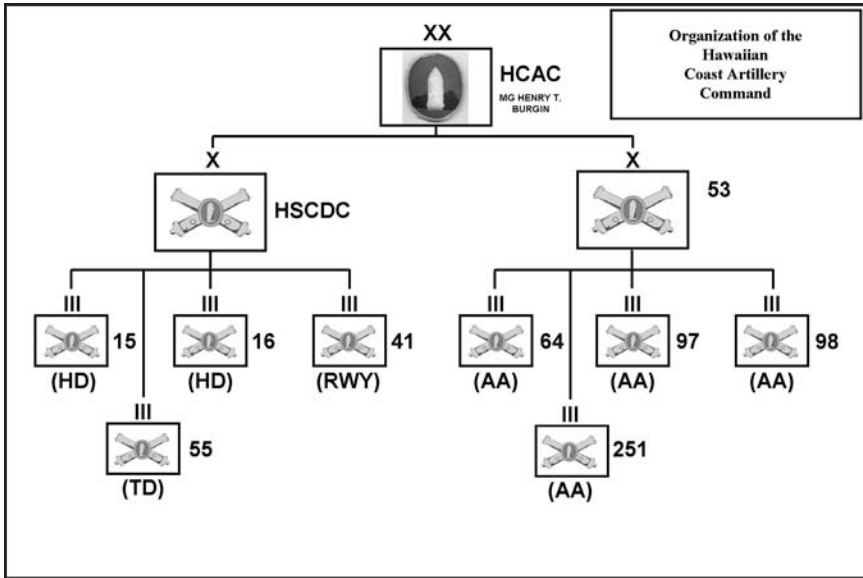 XX
HCAC
MG HENRY T.
BURGIN
Organization of the
Hawaiian
Coast Artillery
Command
X
HSCDC
X
53
III
15
(HD)
III
16
(HD)
III
41
(RWY)
III
64
(AA)
III
97
(AA)
III
98
(AA)
III
55
(TD)
III
251
(AA)